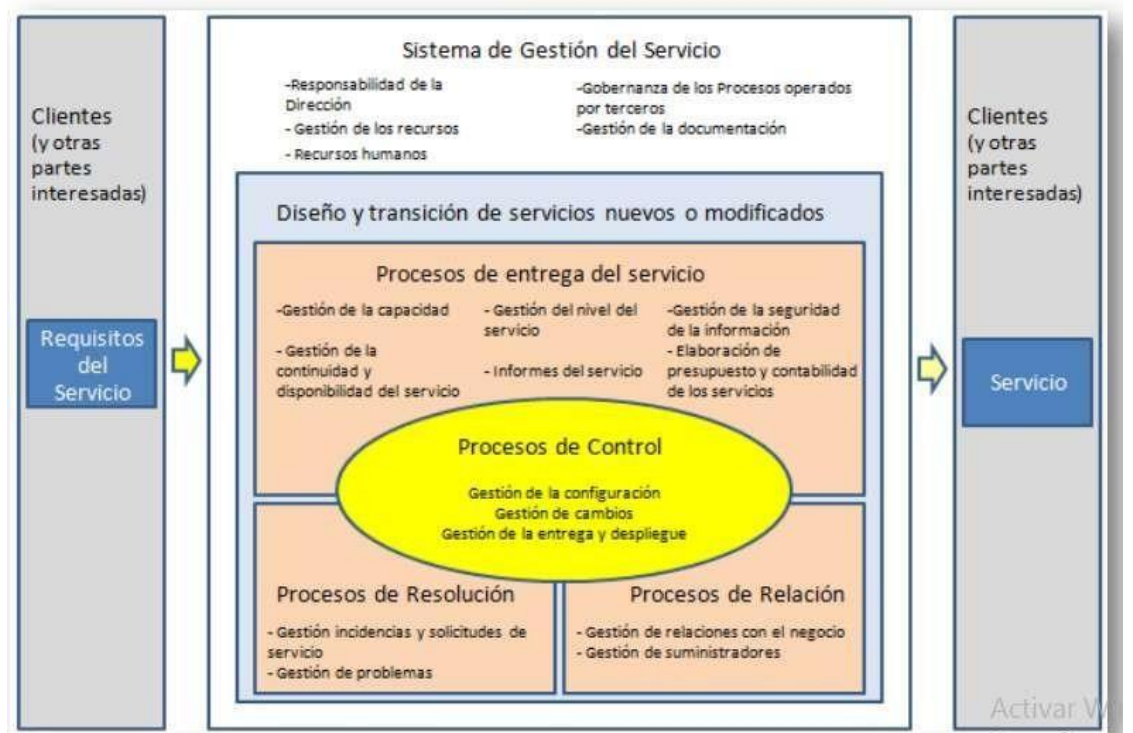 Clientes
(y otras
partes
interesadas)
Requisitos
del
Servicio
Sistema de Gestión del Servicio
-Responsabilidad de la
Dirección
- Gestión de los recursos
- Recursos humanos
-Gobernanza de los Procesos operados
por terceros
-Gestión de la documentación
Diseño y transición de servicios nuevos o modificados
Procesos de entrega del servicio
-Gestión de la capacidad
- Gestión de la
continuidad y
disponibilidad del servicio
- Gestión del nivel del
servicio
- Informes del servicio
-Gestión de la seguridad
de la información
- Elaboración de
presupuesto y contabilidad
de los servicios
Procesos de Control
Gestión de la configuración
Gestión de cambios
Gestión de la entrega y despliegue
Procesos de Resolución
- Gestión incidencias y solicitudes de
servicio
- Gestión de problemas
Procesos de Relación
- Gestión de relaciones con el negocio
- Gestión de suministradores
Clientes
(y otras
partes
interesadas)
Servicio
Activar W